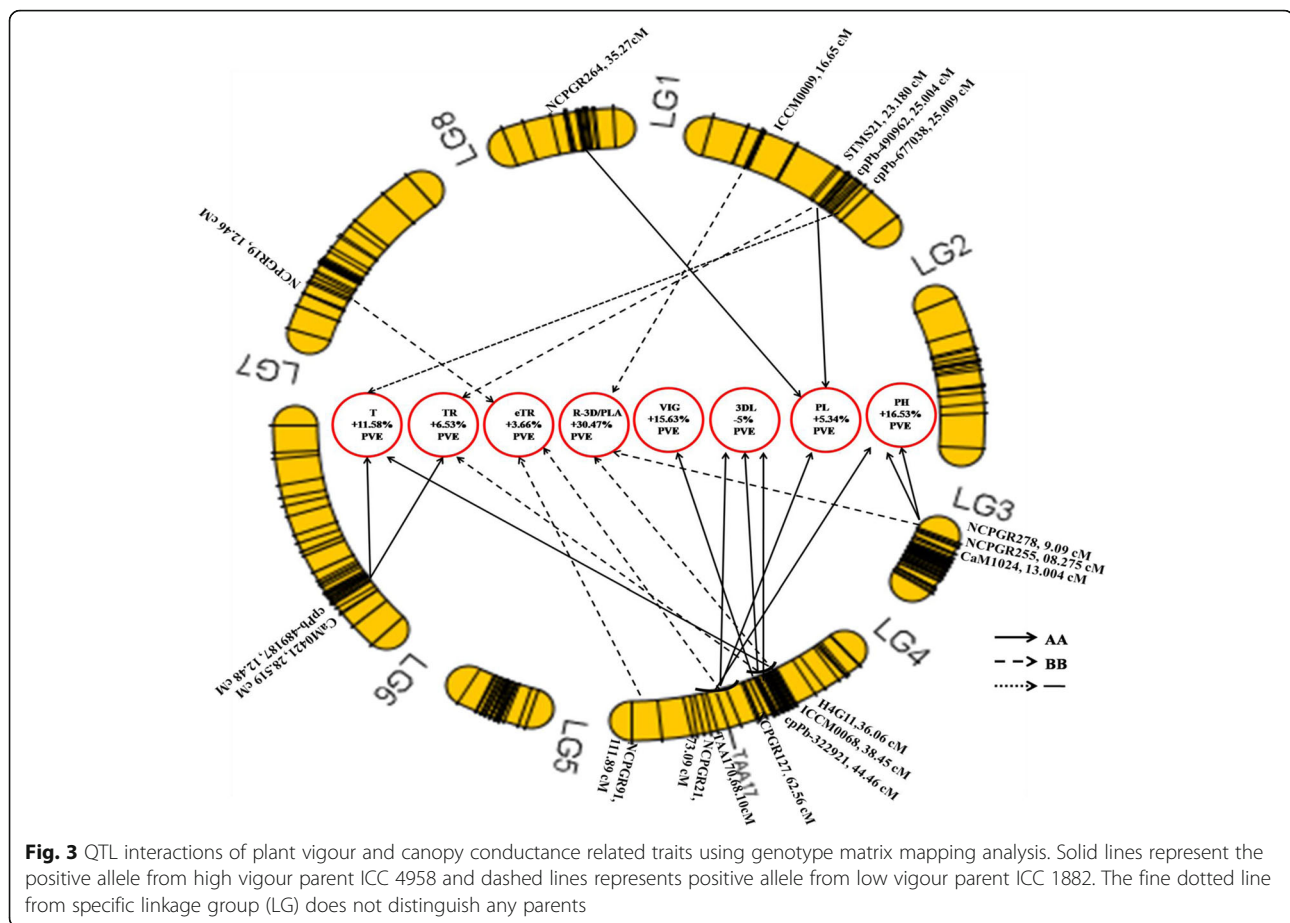 NCPGR264, 35.27cM
LG1
ICCM0009, 16.65 cM
STMS21, 23.180 cM
cpPb-490962, 25.004 cM
cpPb-677038, 25.009 cM
LG8
LG2
NCPGR19, 12.46 cM
LG7
T
+11.58%
PVE
TR
+6.53%
PVE
eTR
+3.66%
PVE
R-3D/PLA
+30.47%
PVE
VIG
+15.63%
PVE
3DL
-5%
PVE
PL
+5.34%
PVE
PH
+16.53%
PVE
LG3
NCPGR278, 9.09 cM
NCPGR255, 08.275 cM
CaM1024, 13.004 cM
LG4
AA
BB
—
H4G11,36.06 cM
ICCM0068, 38.45 cM
cpPb-322921, 44.46 cM
NCPGR127, 62.56 cM
TAA17
TAA170,68.10cM
NCPGR21,
73.09 cM
NCPGR91,
111.89 cM
LG5
LG6
CaM0421, 28.519 cM
cpPb-489187, 12.48 cM
Fig. 3 QTL interactions of plant vigour and canopy conductance related traits using genotype matrix mapping analysis. Solid lines represent the
positive allele from high vigour parent ICC 4958 and dashed lines represents positive allele from low vigour parent ICC 1882. The fine dotted line
from specific linkage group (LG) does not distinguish any parents